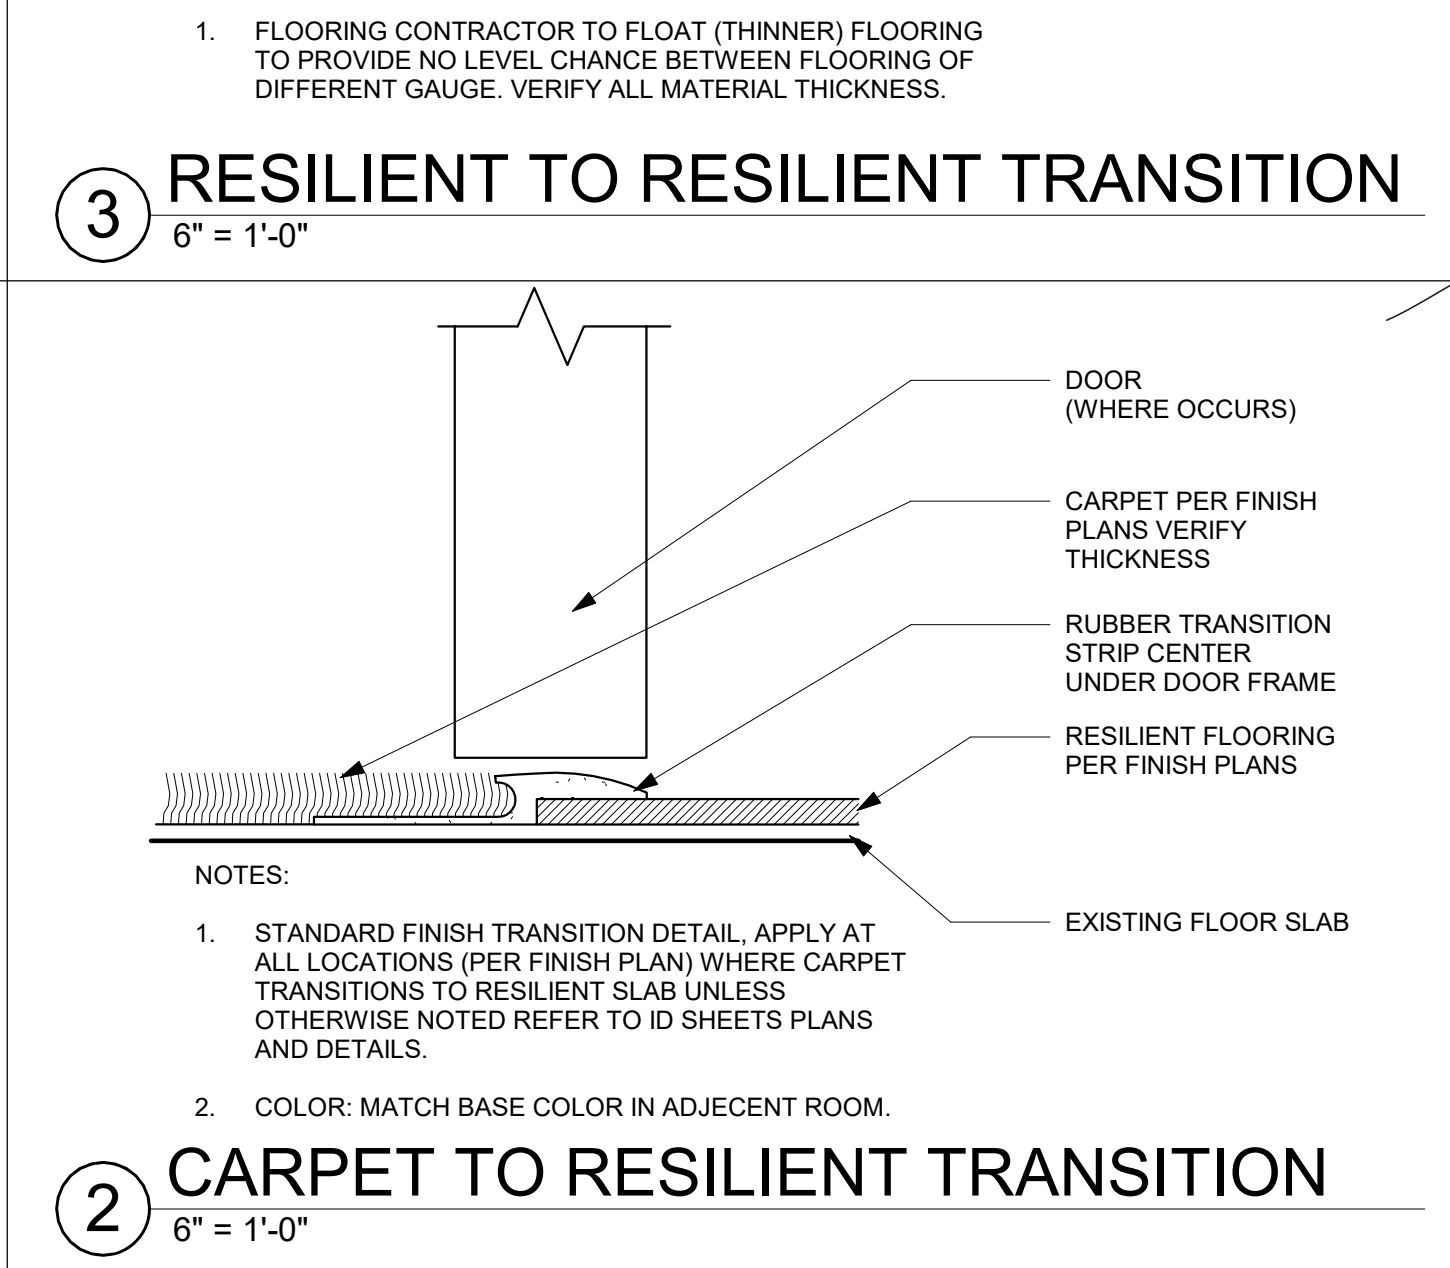 1. FLOORING CONTRACTOR TO FLOAT (THINNER) FLOORING
TO PROVIDE NO LEVEL CHANCE BETWEEN FLOORING OF
DIFFERENT GAUGE. VERIFY ALL MATERIAL THICKNESS.
3 RESILIENT TO RESILIENT TRANSITION
6" = 1'-0"
DOOR
(WHERE OCCURS)
CARPET PER FINISH
PLANS VERIFY
THICKNESS
RUBBER TRANSITION
STRIP CENTER
UNDER DOOR FRAME
RESILIENT FLOORING
PER FINISH PLANS
EXISTING FLOOR SLAB
NOTES:
1. STANDARD FINISH TRANSITION DETAIL, APPLY AT
ALL LOCATIONS (PER FINISH PLAN) WHERE CARPET
TRANSITIONS TO RESILIENT SLAB UNLESS
OTHERWISE NOTED REFER TO ID SHEETS PLANS
AND DETAILS.
2. COLOR: MATCH BASE COLOR IN ADJECENT ROOM.
2 CARPET TO RESILIENT TRANSITION
6" = 1'-0"